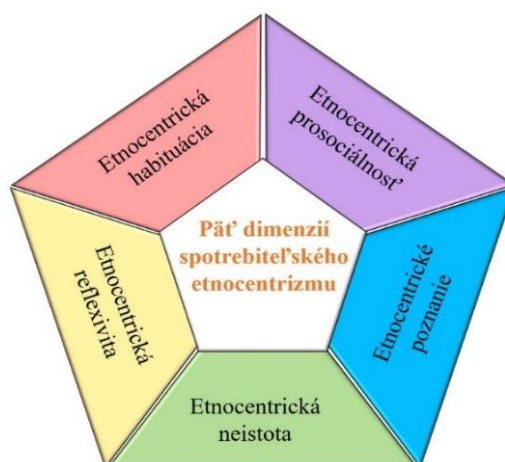 Etnocentrická
habituácia
Etnocentrická
prosociálnosť
Päť dimenzií
spotrebiteľského
etnocentrizmu
Etnocentrická
reflexivita
Etnocentrické
poznanie
Etnocentrická
neistota